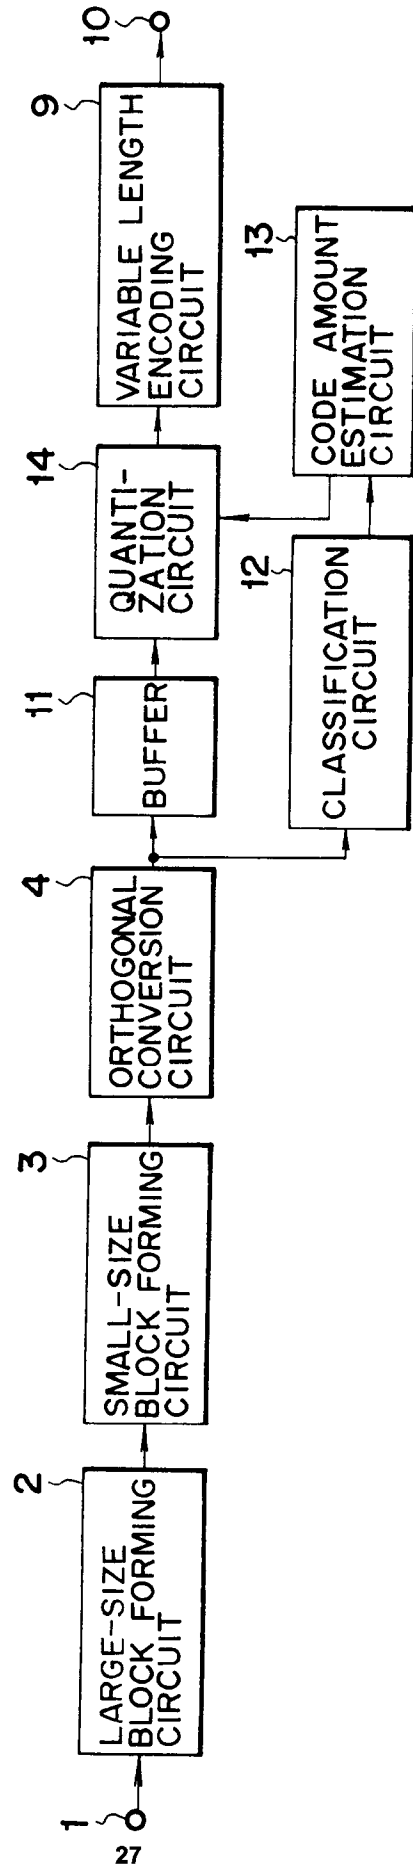 1
2
LARGE-SIZE
BLOCK FORMING
CIRCUIT
3
SMALL-SIZE
BLOCK FORMING
CIRCUIT
4
ORTHOGONAL
CONVERSION
CIRCUIT
11
BUFFER
14
QUANTI-
ZATION
CIRCUIT
9
VARIABLE LENGTH
ENCODING
CIRCUIT
10
12
CLASSIFICATION
CIRCUIT
13
CODE AMOUNT
ESTIMATION
CIRCUIT
27